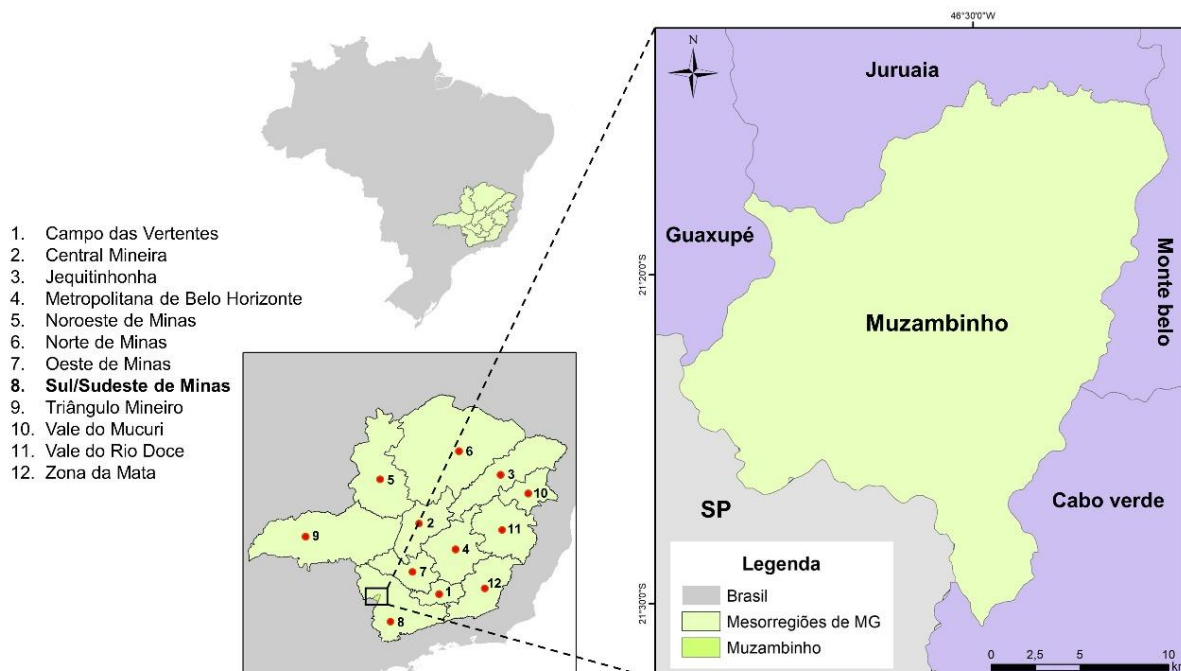 1. Campo das Vertentes
2. Central Mineira
3. Jequitinhonha
4. Metropolitana de Belo Horizonte
5. Noroeste de Minas
6. Norte de Minas
7. Oeste de Minas
8. Sul/Sudeste de Minas
9. Triângulo Mineiro
10. Vale do Mucuri
11. Vale do Rio Doce
12. Zona da Mata
6
3
5
10
2
11
9
4
7
12
1
8
46°30'0"W
N
Juruaia
Guaxupé
21°20'0"S
Monte belo
Muzambinho
Cabo verde
SP
21°30'0"S
Legenda
Brasil
Mesorregiões de MG
Muzambinho
0 2,5 5 10
km